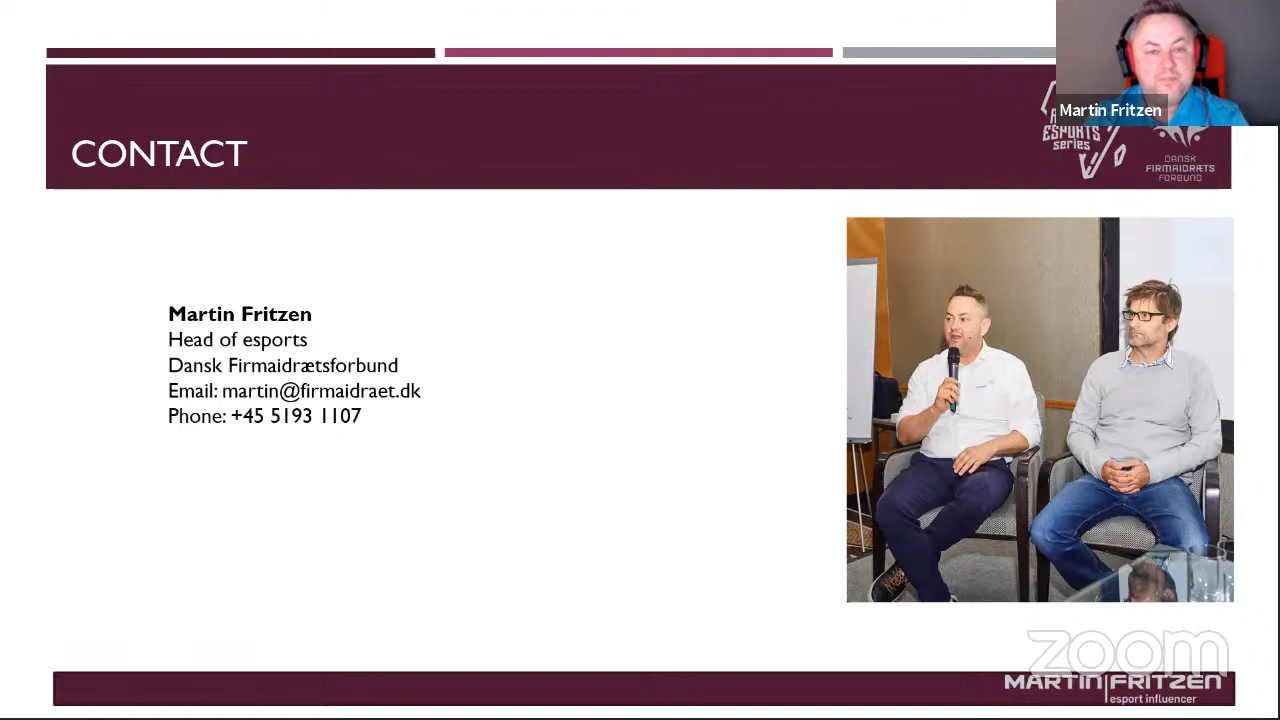 Martin Fritzen
ESPORTS
series
DANSK
FIRMAIDRÆTS
FORBUND
CONTACT
Martin Fritzen
Head of esports
Dansk Firmaidrætsforbund
Email: martin@firmaidraet.dk
Phone: +45 5193 1107
zoom
MARTIN FRITZEN
esport influencer